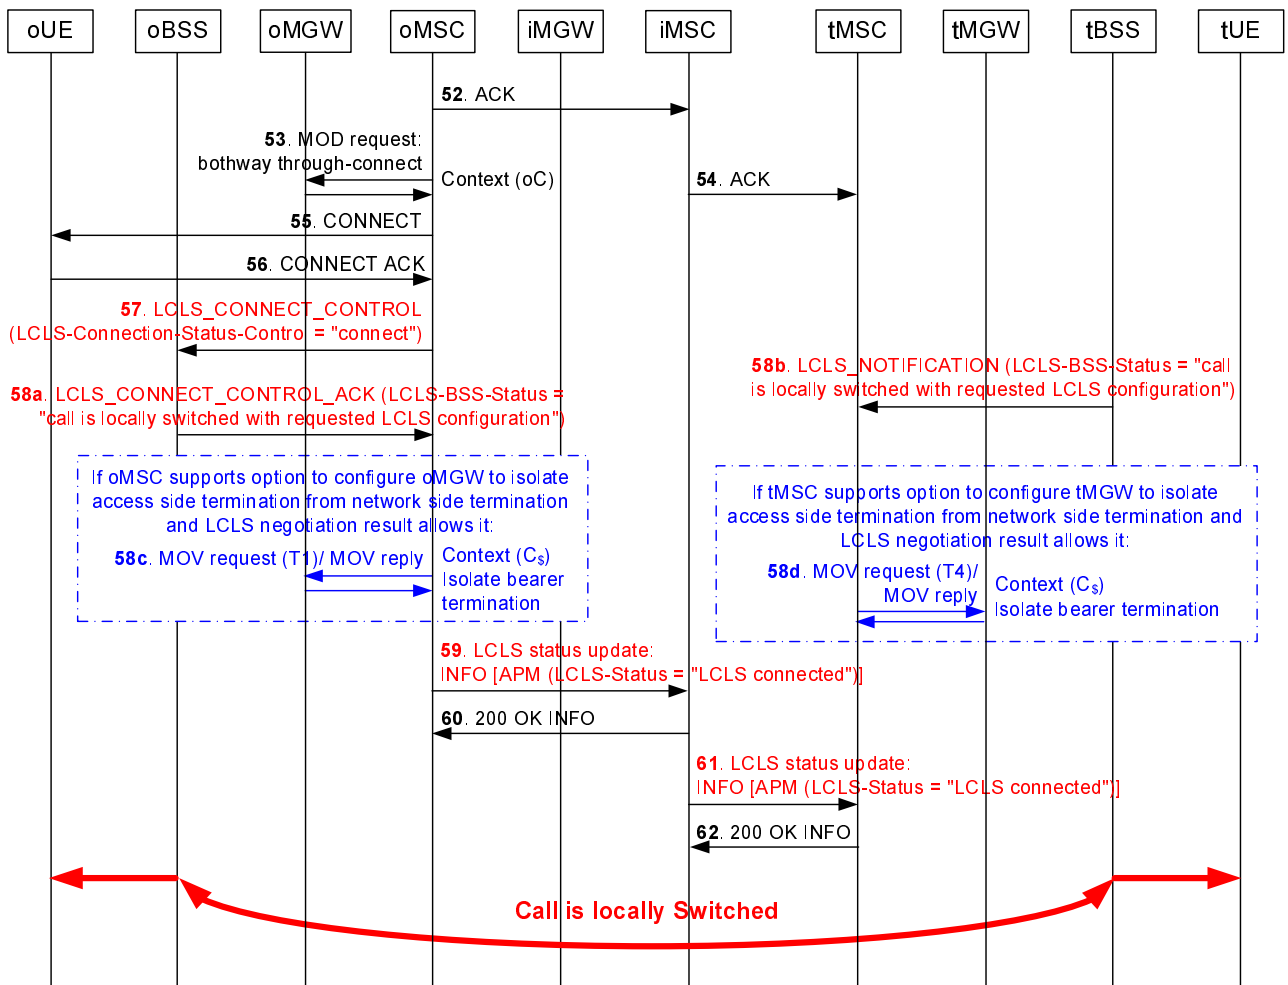 oUE
oBSS
oMGW
oMSC
iMGW
iMSC
tMSC
tMGW
tBSS
tUE
52. ACK
53. MOD request:
bothway through-connect
Context (oC)
54. ACK
55. CONNECT
56. CONNECT ACK
57. LCLS_CONNECT_CONTROL
(LCLS-Connection-Status-Control = "connect")
58b. LCLS_NOTIFICATION (LCLS-BSS-Status = "call
is locally switched with requested LCLS configuration")
58a. LCLS_CONNECT_CONTROL_ACK (LCLS-BSS-Status =
"call is locally switched with requested LCLS configuration")
If oMSC supports option to configure oMGW to isolate
access side termination from network side termination
and LCLS negotiation result allows it:
58c. MOV request (T1)/ MOV reply
Context (C$)
Isolate bearer
termination
If tMSC supports option to configure tMGW to isolate
access side termination from network side termination and
LCLS negotiation result allows it:
58d. MOV request (T4)/
MOV reply
Context (C$)
Isolate bearer termination
59. LCLS status update:
INFO [APM (LCLS-Status = "LCLS connected")]
60. 200 OK INFO
61. LCLS status update:
INFO [APM (LCLS-Status = "LCLS connected")]
62. 200 OK INFO
Call is locally Switched